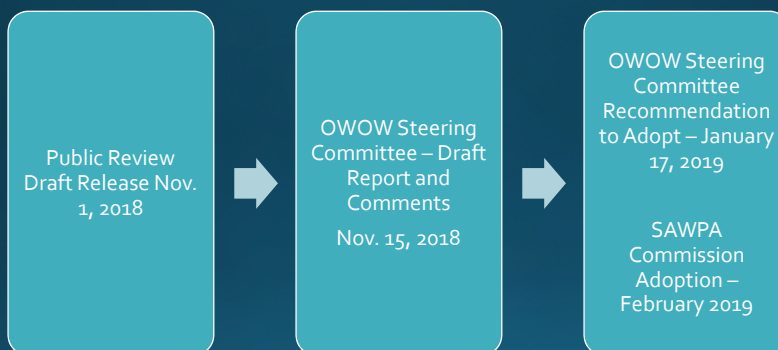 Public Review
Draft Release Nov.
1, 2018
OWOW Steering
Committee – Draft
Report and
Comments
Nov. 15, 2018
OWOW Steering
Committee
Recommendation
to Adopt – January
17, 2019
SAWPA
Commission
Adoption –
February 2019